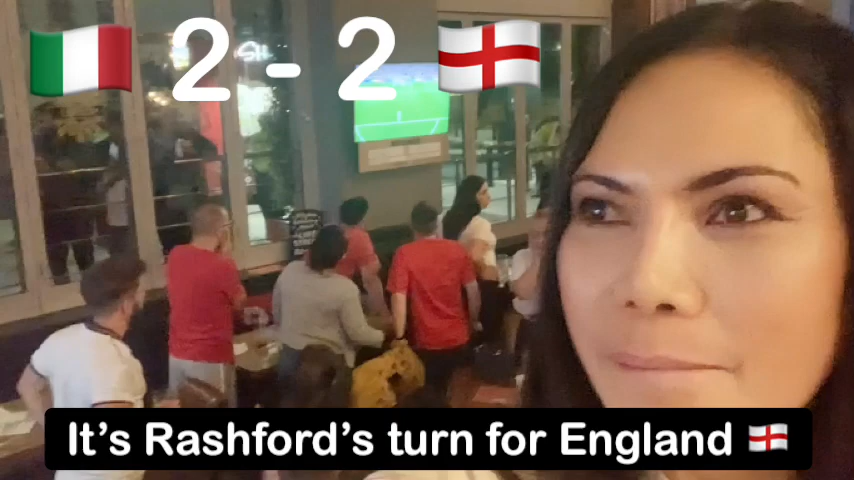 🇮🇹 2 - 2 🏴󠁧󠁢󠁥󠁮󠁧󠁿
It’s Rashford’s turn for England 🏴󠁧󠁢󠁥󠁮󠁧󠁿